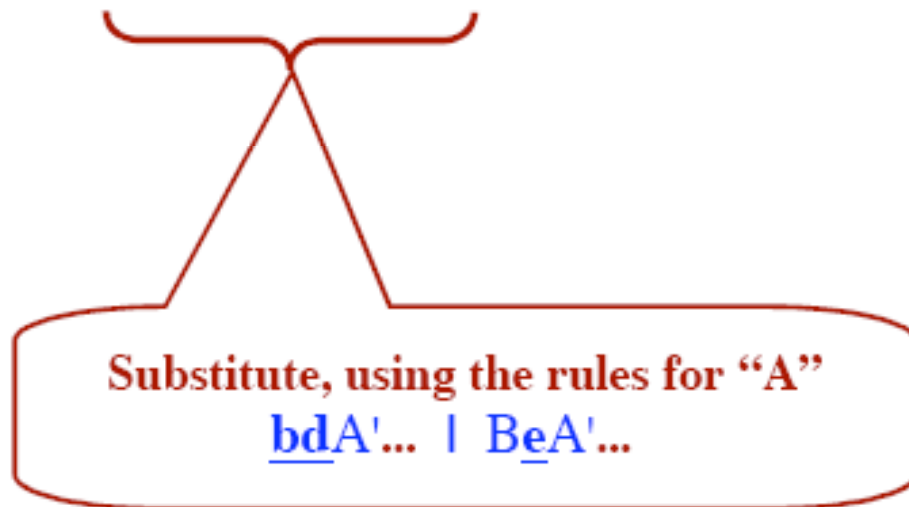 Substitute, using the rules for “A”
bdA'... | BeA'...